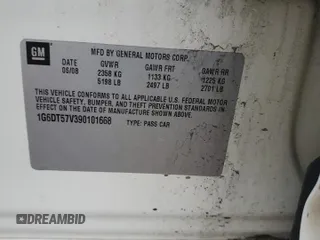 GM
MFD BY GENERAL MOTORS CORP.
DATE GVWR GAWR FRT GAWR RR
06/08 2358 KG 1133 KG 1225 KG
5198 LB 2497 LB 2701 LB
THIS VEHICLE CONFORMS TO ALL APPLICABLE U.S. FEDERAL MOTOR
VEHICLE SAFETY, BUMPER, AND THEFT PREVENTION STANDARDS IN
EFFECT ON THE DATE OF MANUFACTURE SHOWN ABOVE.
1G6DT57V390101668 TYPE: PASS CAR
DREAMBID